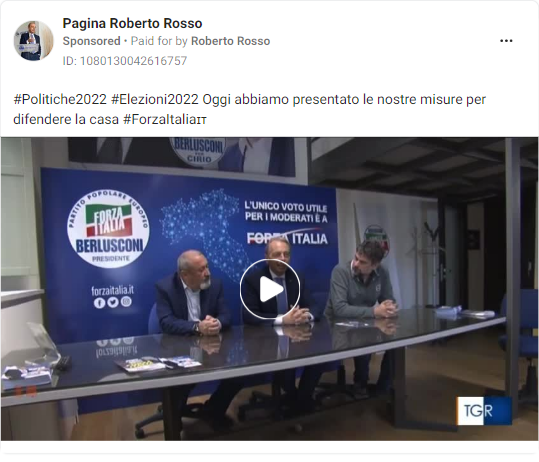 Pagina Roberto Rosso
Sponsored • Paid for by Roberto Rosso
ID: 1080130042616757
#Politiche2022 #Elezioni2022 Oggi abbiamo presentato le nostre misure per
difendere la casa #ForzaItaliaɪᴛ
BERLUSCONI
CIRIO
PARTITO POPOLARE EUROPEO
FORZA
ITALIA
BERLUSCONI
PRESIDENTE
forzaitalia.it
L'UNICO VOTO UTILE
PER I MODERATI È A
FORZA ITALIA
TGR